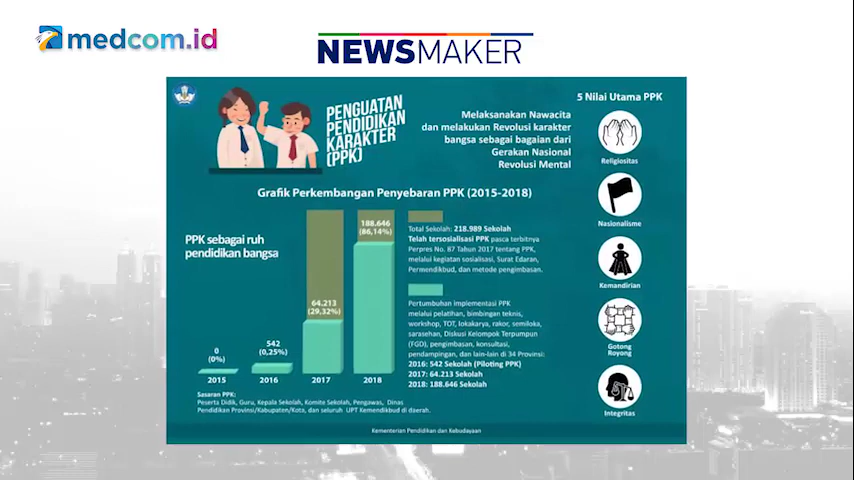 medcom.id
NEWSMAKER
PENGUATAN
PENDIDIKAN
KARAKTER
(PPK)
Melaksanakan Nawacita
dan melakukan Revolusi karakter
bangsa sebagai bagaian dari
Gerakan Nasional
Revolusi Mental
5 Nilai Utama PPK
Religiositas
Nasionalisme
Kemandirian
Gotong
Royong
Integritas
Grafik Perkembangan Penyebaran PPK (2015-2018)
PPK sebagai ruh
pendidikan bangsa
0
(0%)
542
(0,25%)
64.213
(29,32%)
188.646
(86,14%)
2015
2016
2017
2018
Total Sekolah: 218.989 Sekolah
Telah tersosialisasi PPK pasca terbitnya
Perpres No. 87 Tahun 2017 tentang PPK,
melalui kegiatan sosialisasi, Surat Edaran,
Permendikbud, dan metode pengimbasan.
Pertumbuhan implementasi PPK
melalui pelatihan, bimbingan teknis,
workshop, TOT, lokakarya, rakor, semiloka,
sarasehan, Diskusi Kelompok Terpumpun
(FGD), pengimbasan, konsultasi,
pendampingan, dan lain-lain di 34 Provinsi:
2016: 542 Sekolah (Piloting PPK)
2017: 64.213 Sekolah
2018: 188.646 Sekolah
Sasaran PPK:
Peserta Didik, Guru, Kepala Sekolah, Komite Sekolah, Pengawas, Dinas
Pendidikan Provinsi/Kabupaten/Kota, dan seluruh UPT Kemendikbud di daerah.
Kementerian Pendidikan dan Kebudayaan